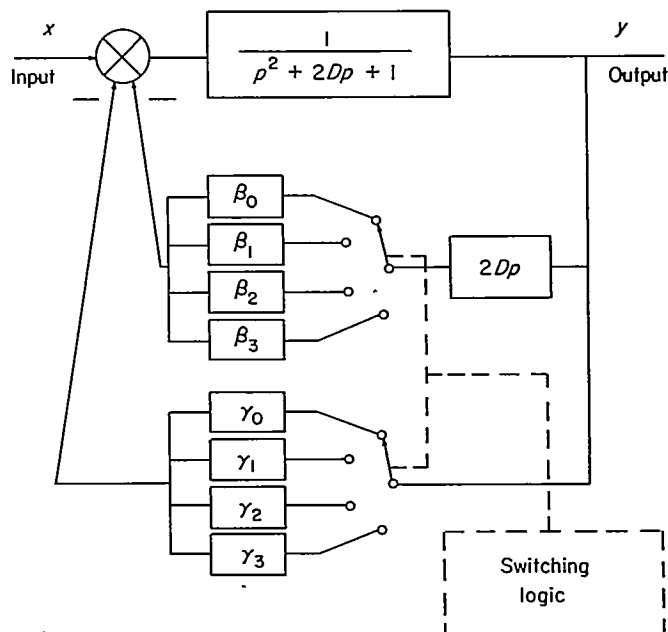 x
y
Input
1
p² + 2Dp + 1
Output
— —
β₀
β₁
β₂
β₃
2Dp
γ₀
γ₁
γ₂
γ₃
Switching
logic